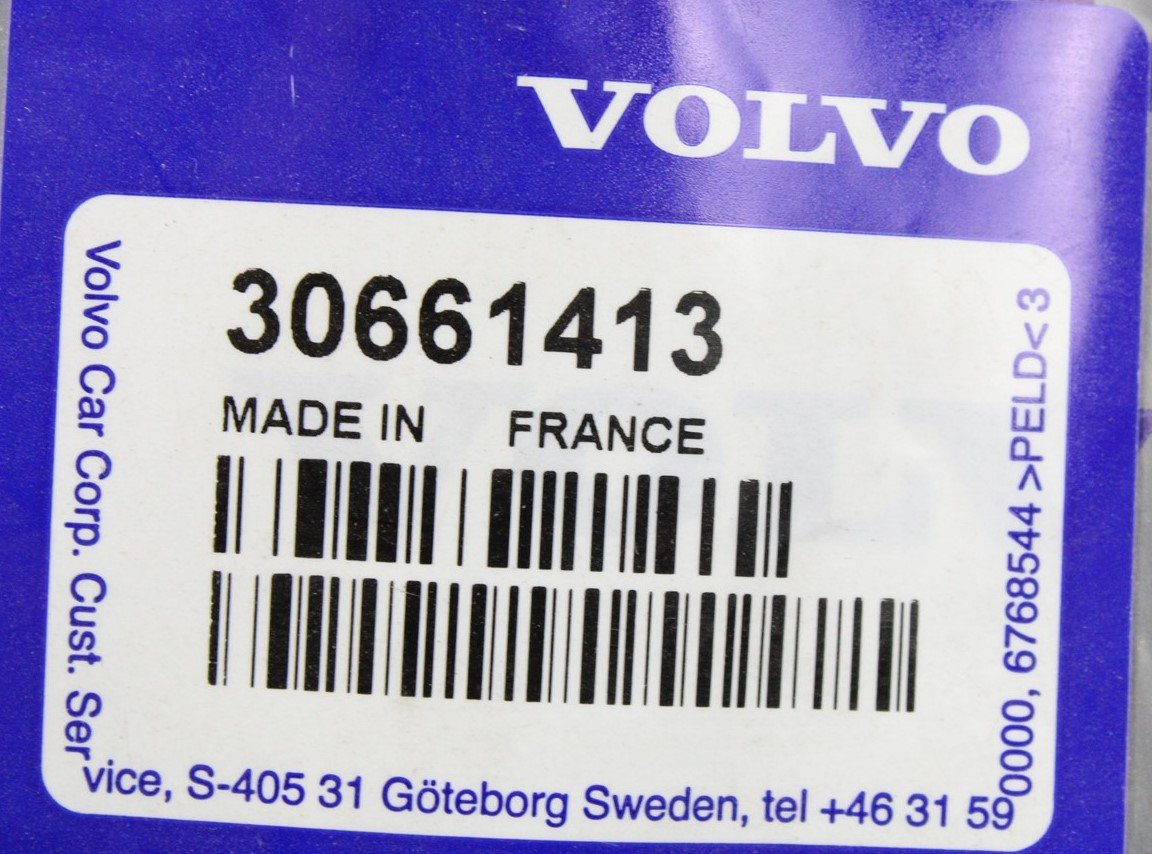 VOLVO
30661413
MADE IN FRANCE
Volvo Car Corp. Cust. Service, S-405 31 Göteborg Sweden, tel +46 31 590000, 6768544 >PELD< 3